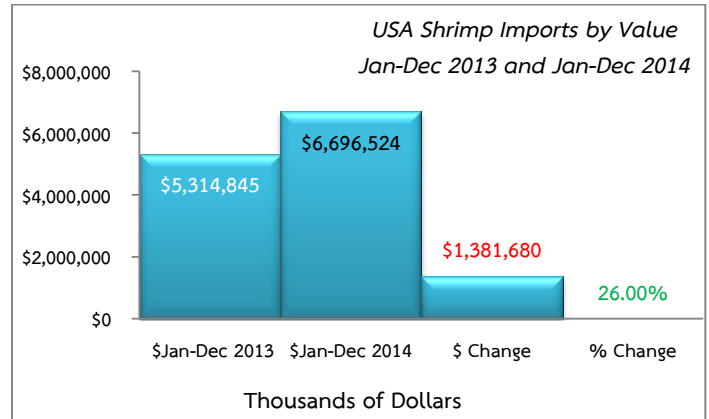 USA Shrimp Imports by Value
Jan-Dec 2013 and Jan-Dec 2014
$8,000,000
$6,000,000
$4,000,000
$2,000,000
$0
$5,314,845
$6,696,524
$1,381,680
26.00%
$Jan-Dec 2013
$Jan-Dec 2014
$ Change
% Change
Thousands of Dollars